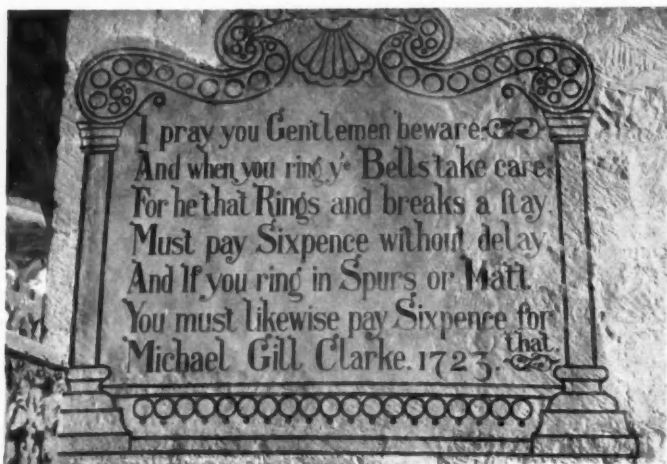 I pray you Gentlemen beware
And when you ring yᵉ Bells take care;
For he that Rings and breaks a ſtay.
Must pay Sixpence without delay.
And If you ring in Spurs or Hatt
You must likewise pay Sixpence for
that.
Michael Gill Clarke. 1723.